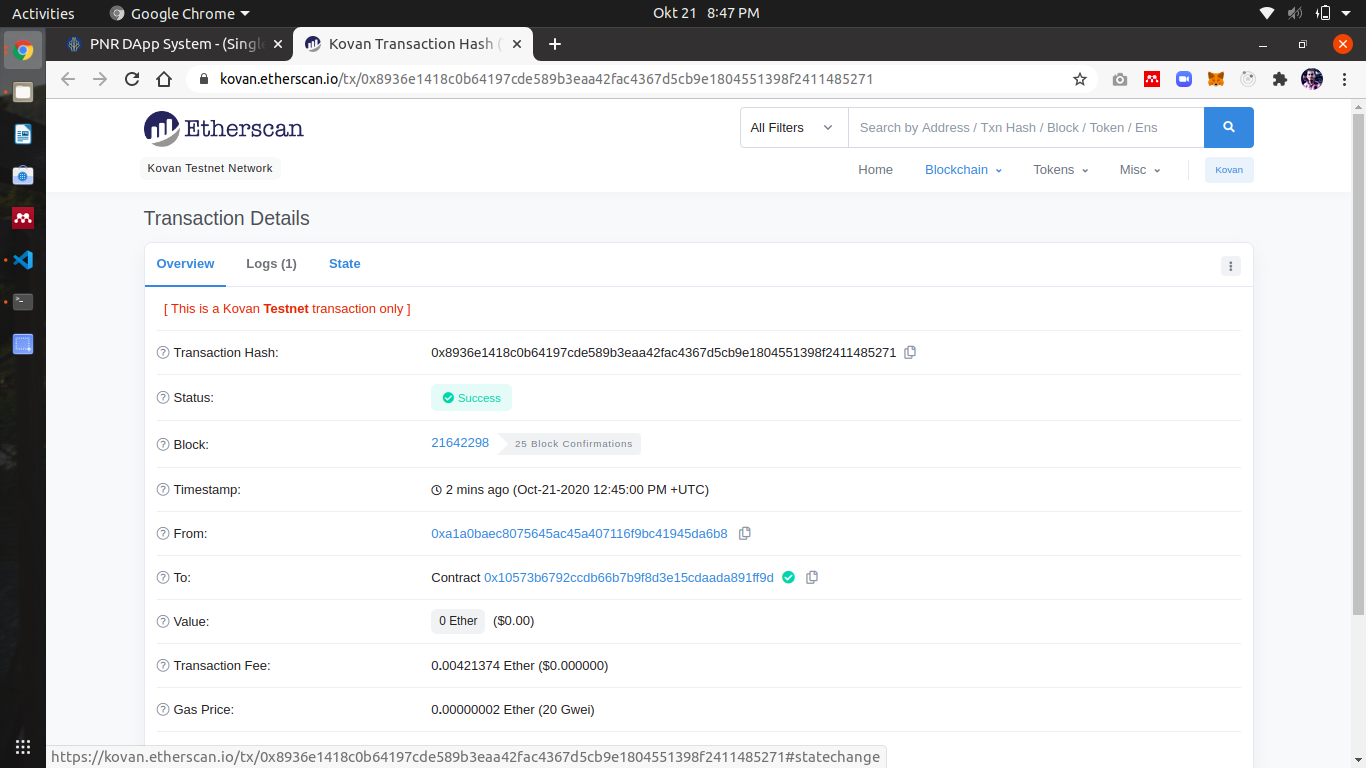 Activities Google Chrome Okt 21 8:47 PM
PNR DApp System - (Singl Kovan Transaction Hash (
kovan.etherscan.io/tx/0x8936e1418c0b64197cde589b3eaa42fac4367d5cb9e1804551398f2411485271
Etherscan
All Filters Search by Address / Txn Hash / Block / Token / Ens
Kovan Testnet Network
Home Blockchain Tokens Misc Kovan
Transaction Details
Overview Logs (1) State
[ This is a Kovan Testnet transaction only ]
Transaction Hash: 0x8936e1418c0b64197cde589b3eaa42fac4367d5cb9e1804551398f2411485271
Status: Success
Block: 21642298 25 Block Confirmations
Timestamp: 2 mins ago (Oct-21-2020 12:45:00 PM +UTC)
From: 0xa1a0baec8075645ac45a407116f9bc41945da6b8
To: Contract 0x10573b6792ccdb66b7b9f8d3e15cdaada891ff9d
Value: 0 Ether ($0.00)
Transaction Fee: 0.00421374 Ether ($0.000000)
Gas Price: 0.00000002 Ether (20 Gwei)
https://kovan.etherscan.io/tx/0x8936e1418c0b64197cde589b3eaa42fac4367d5cb9e1804551398f2411485271#statechange